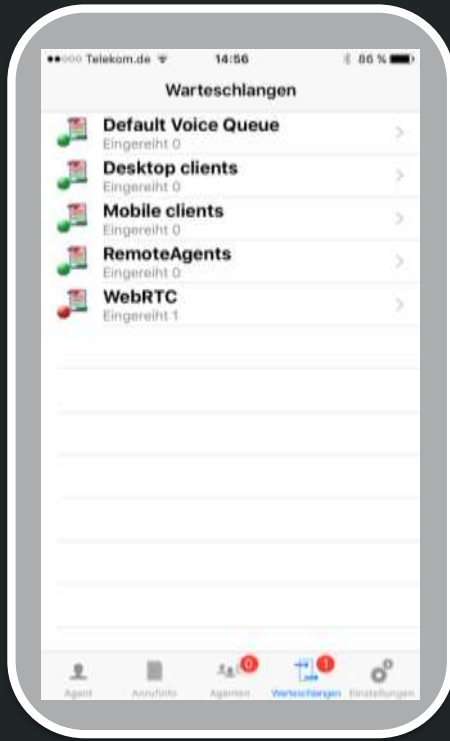 Telekom.de 14:56 86 %
Warteschlangen
Default Voice Queue
Eingereiht 0
Desktop clients
Eingereiht 0
Mobile clients
Eingereiht 0
RemoteAgents
Eingereiht 0
WebRTC
Eingereiht 1
0 1
Agent Anrufinfo Agenten Warteschlangen Einstellungen